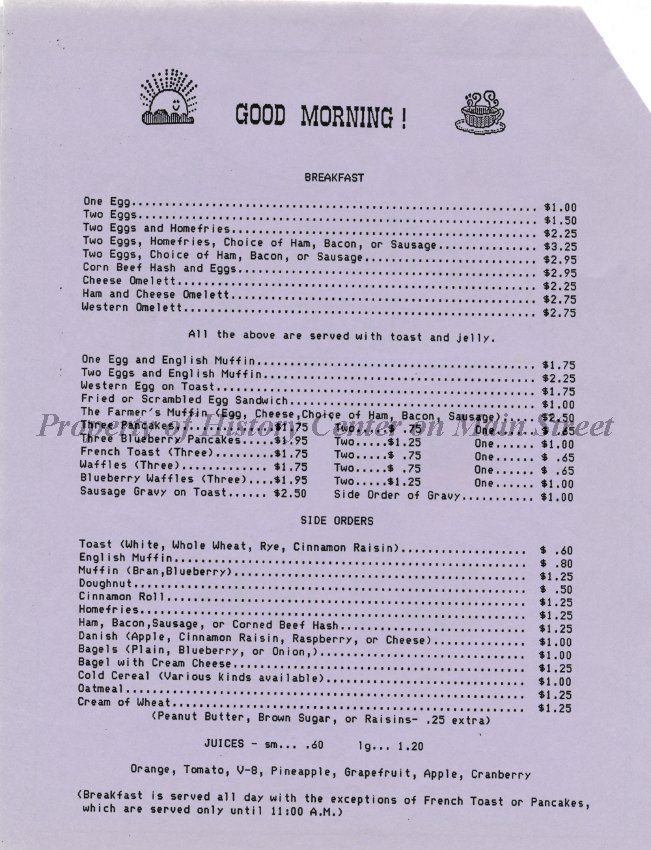 GOOD MORNING!
BREAKFAST
One Egg............................................................ $1.00
Two Eggs........................................................... $1.50
Two Eggs and Homefries............................................. $2.25
Two Eggs, Homefries, Choice of Ham, Bacon, or Sausage.............. $3.25
Two Eggs, Choice of Ham, Bacon, or Sausage......................... $2.95
Corn Beef Hash and Eggs............................................ $2.95
Cheese Omelett..................................................... $2.25
Ham and Cheese Omelett............................................. $2.75
Western Omelett.................................................... $2.75
All the above are served with toast and jelly.
One Egg and English Muffin......................................... $1.75
Two Eggs and English Muffin........................................ $2.25
Western Egg on Toast............................................... $1.75
Fried or Scrambled Egg Sandwich.................................... $1.00
The Farmer's Muffin (Egg, Cheese,Choice of Ham, Bacon, Sausage).... $2.50
Three Pancakes............. $1.75 Two.....$ .75 One...... $ .65
Property of History Center on Main Street
Three Blueberry Pancakes... $1.95 Two.....$1.25 One...... $1.00
French Toast (Three)....... $1.75 Two.....$ .75 One...... $ .65
Waffles (Three)............ $1.75 Two.....$ .75 One...... $ .65
Blueberry Waffles (Three)....$1.95 Two.....$1.25 One...... $1.00
Sausage Gravy on Toast...... $2.50 Side Order of Gravy........... $1.00
SIDE ORDERS
Toast (White, Whole Wheat, Rye, Cinnamon Raisin)................... $ .60
English Muffin..................................................... $ .80
Muffin (Bran,Blueberry)............................................ $1.25
Doughnut........................................................... $ .50
Cinnamon Roll...................................................... $1.25
Homefries.......................................................... $1.25
Ham, Bacon,Sausage, or Corned Beef Hash............................ $1.25
Danish (Apple, Cinnamon Raisin, Raspberry, or Cheese).............. $1.00
Bagels (Plain, Blueberry, or Onion,)............................... $1.00
Bagel with Cream Cheese............................................ $1.25
Cold Cereal (Various kinds available).............................. $1.00
Oatmeal............................................................ $1.25
Cream of Wheat..................................................... $1.25
(Peanut Butter, Brown Sugar, or Raisins- .25 extra)
JUICES - sm... .60 lg... 1.20
Orange, Tomato, V-8, Pineapple, Grapefruit, Apple, Cranberry
(Breakfast is served all day with the exceptions of French Toast or Pancakes,
which are served only until 11:00 A.M.)